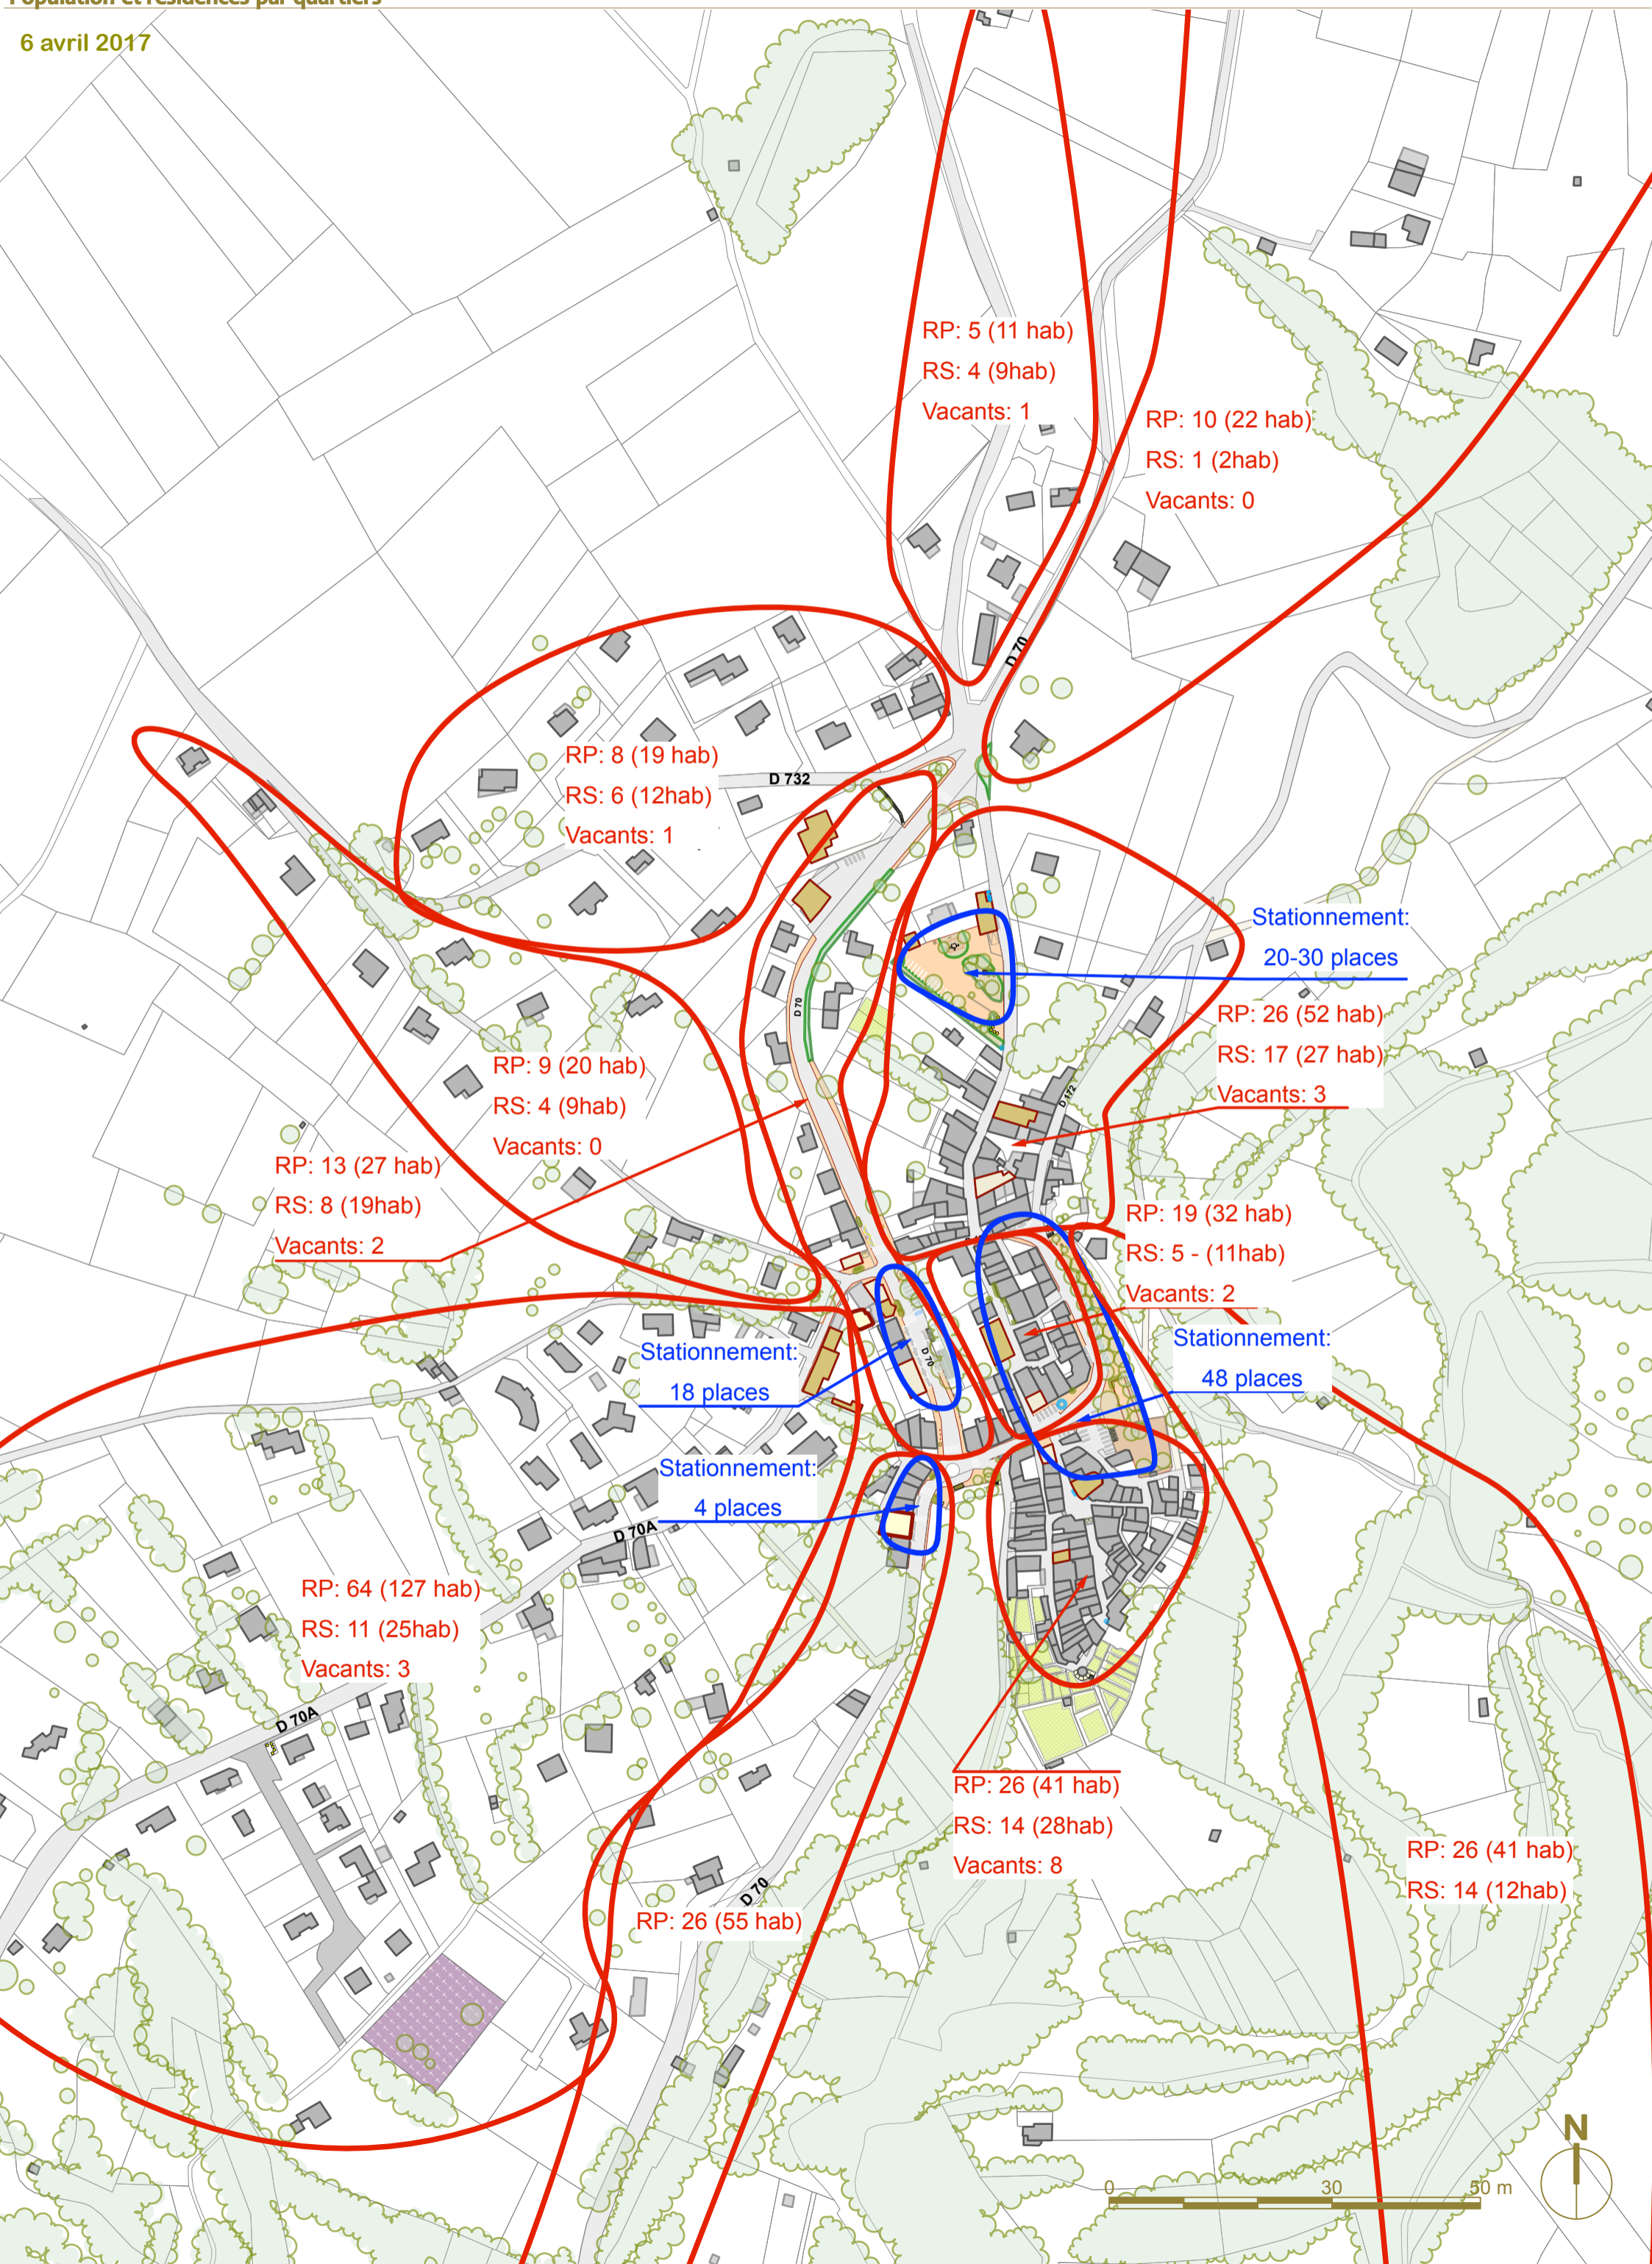 Population et résidences par quartiers
6 avril 2017
RP: 5 (11 hab)
RS: 4 (9hab)
Vacants: 1
RP: 10 (22 hab)
RS: 1 (2hab)
Vacants: 0
D 70
RP: 8 (19 hab)
RS: 6 (12hab)
Vacants: 1
D 732
Stationnement:
20-30 places
D 70
RP: 26 (52 hab)
RS: 17 (27 hab)
Vacants: 3
D 172
RP: 9 (20 hab)
RS: 4 (9hab)
Vacants: 0
RP: 13 (27 hab)
RS: 8 (19hab)
Vacants: 2
RP: 19 (32 hab)
RS: 5 - (11hab)
Vacants: 2
Stationnement:
18 places
D 70
Stationnement:
48 places
Stationnement:
4 places
D 70A
RP: 64 (127 hab)
RS: 11 (25hab)
Vacants: 3
D 70A
RP: 26 (41 hab)
RS: 14 (28hab)
Vacants: 8
RP: 26 (41 hab)
RS: 14 (12hab)
D 70
RP: 26 (55 hab)
N
0 30 50 m